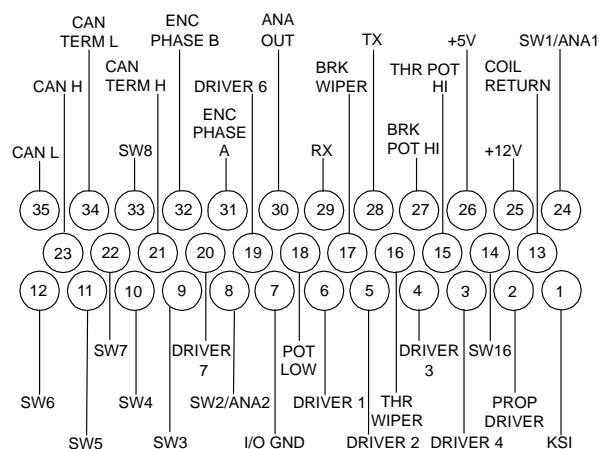 CAN
TERM L
ENC
PHASE B
ANA
OUT
TX
+5V
SW1/ANA1
CAN H
CAN
TERM H
DRIVER 6
BRK
WIPER
THR POT
HI
COIL
RETURN
CAN L
SW8
ENC
PHASE
A
RX
BRK
POT HI
+12V
35 34 33 32 31 30 29 28 27 26 25 24
23 22 21 20 19 18 17 16 15 14 13
12 11 10 9 8 7 6 5 4 3 2 1
SW7
DRIVER
7
POT
LOW
DRIVER
3
SW16
SW6
SW4
SW2/ANA2
DRIVER 1
THR
WIPER
PROP
DRIVER
SW5
SW3
I/O GND
DRIVER 2
DRIVER 4
KSI